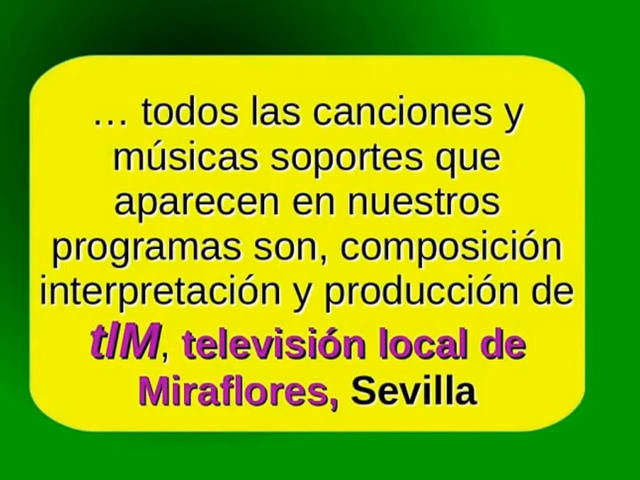 … todos las canciones y
músicas soportes que
aparecen en nuestros
programas son, composición
interpretación y producción de
tlM, televisión local de
Miraflores, Sevilla